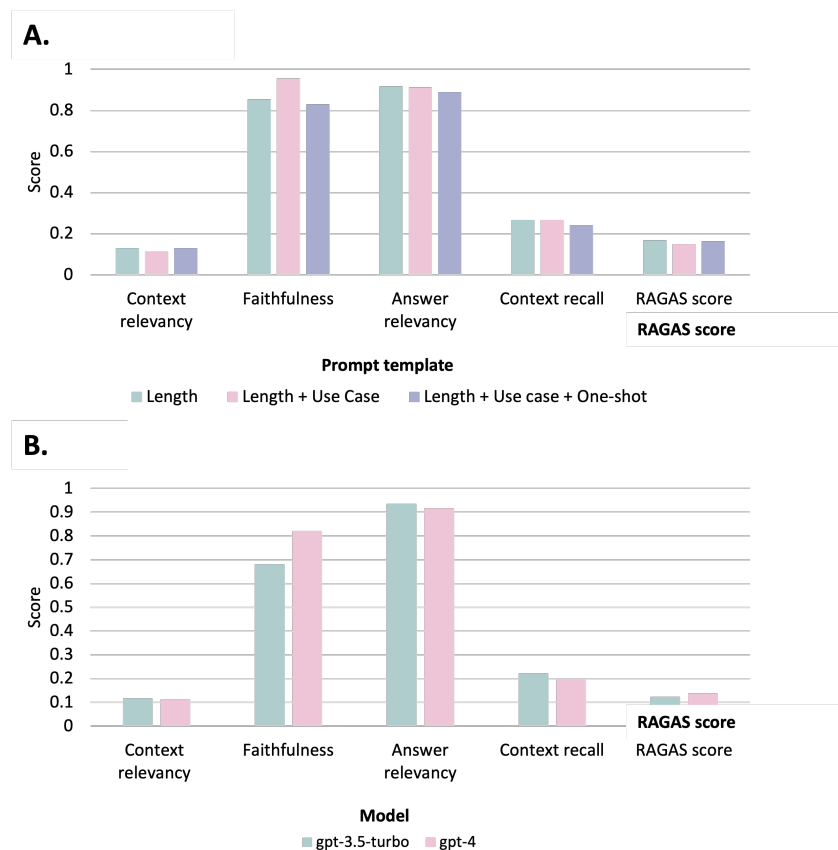 A.
1
0.8
0.6
0.4
0.2
0
Score
Context relevancy
Faithfulness
Answer relevancy
Context recall
RAGAS score
RAGAS score
Prompt template
Length
Length + Use Case
Length + Use case + One-shot
B.
1
0.9
0.8
0.7
0.6
0.5
0.4
0.3
0.2
0.1
0
Score
RAGAS score
Context relevancy
Faithfulness
Answer relevancy
Context recall
RAGAS score
Model
gpt-3.5-turbo
gpt-4